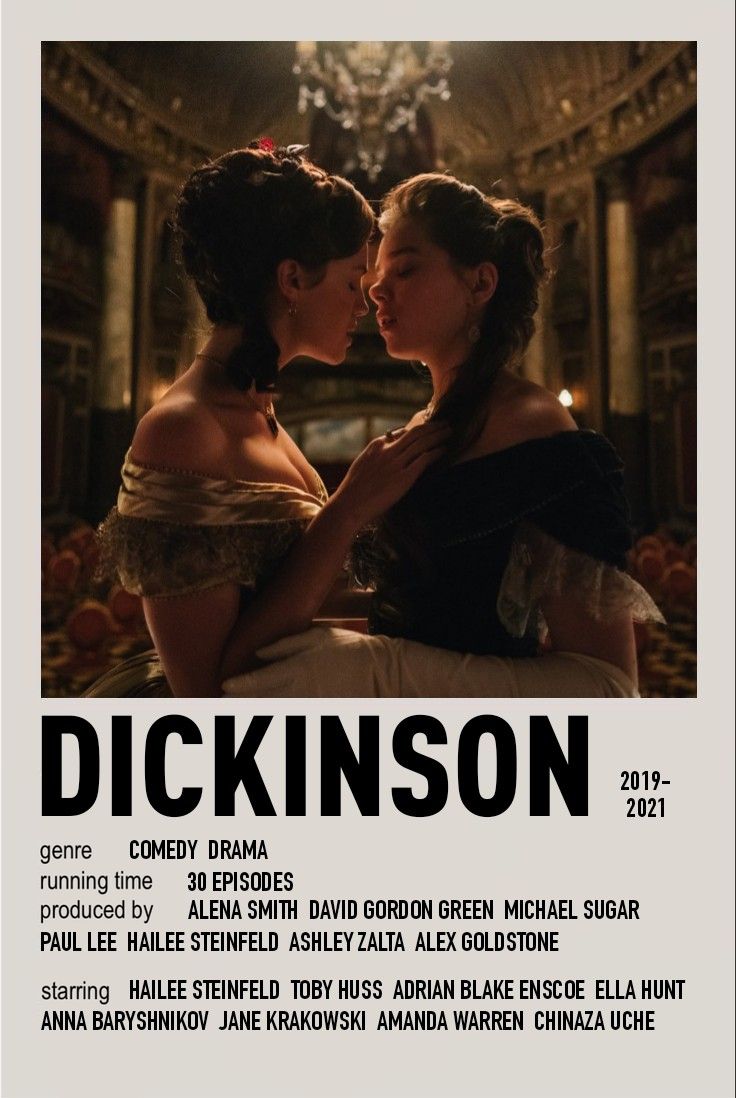 DICKINSON
2019-
2021
genre COMEDY DRAMA
running time 30 EPISODES
produced by ALENA SMITH DAVID GORDON GREEN MICHAEL SUGAR
PAUL LEE HAILEE STEINFELD ASHLEY ZALTA ALEX GOLDSTONE
starring HAILEE STEINFELD TOBY HUSS ADRIAN BLAKE ENSCOE ELLA HUNT
ANNA BARYSHNIKOV JANE KRAKOWSKI AMANDA WARREN CHINAZA UCHE